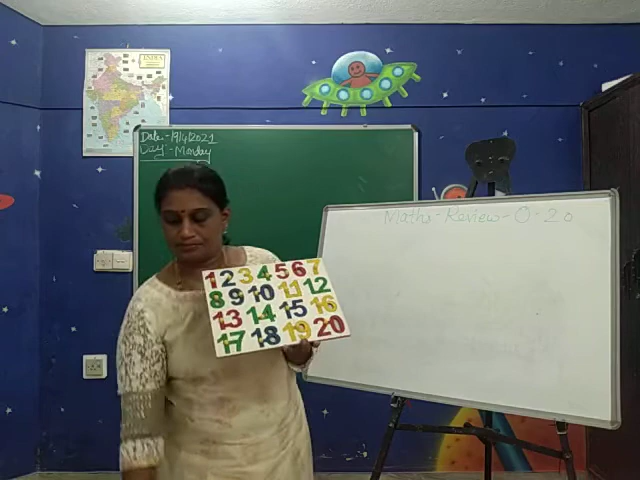 INDIA
Date:-19/4/2021
Day:-Monday
Maths-Review-0-20
1 2 3 4 5 6 7
8 9 10 11 12
13 14 15 16
17 18 19 20